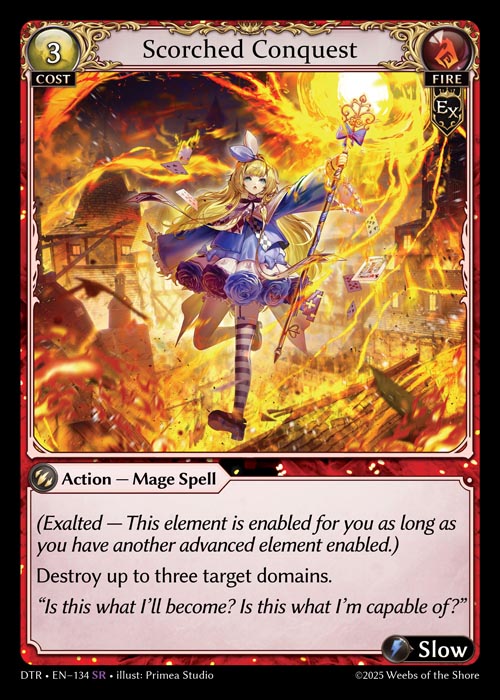 3
Scorched Conquest
COST
FIRE
Ex
Action — Mage Spell
(Exalted — This element is enabled for you as long as
you have another advanced element enabled.)
Destroy up to three target domains.
“Is this what I'll become? Is this what I'm capable of?”
Slow
DTR • EN–134 SR • illust: Primea Studio
©2025 Weebs of the Shore